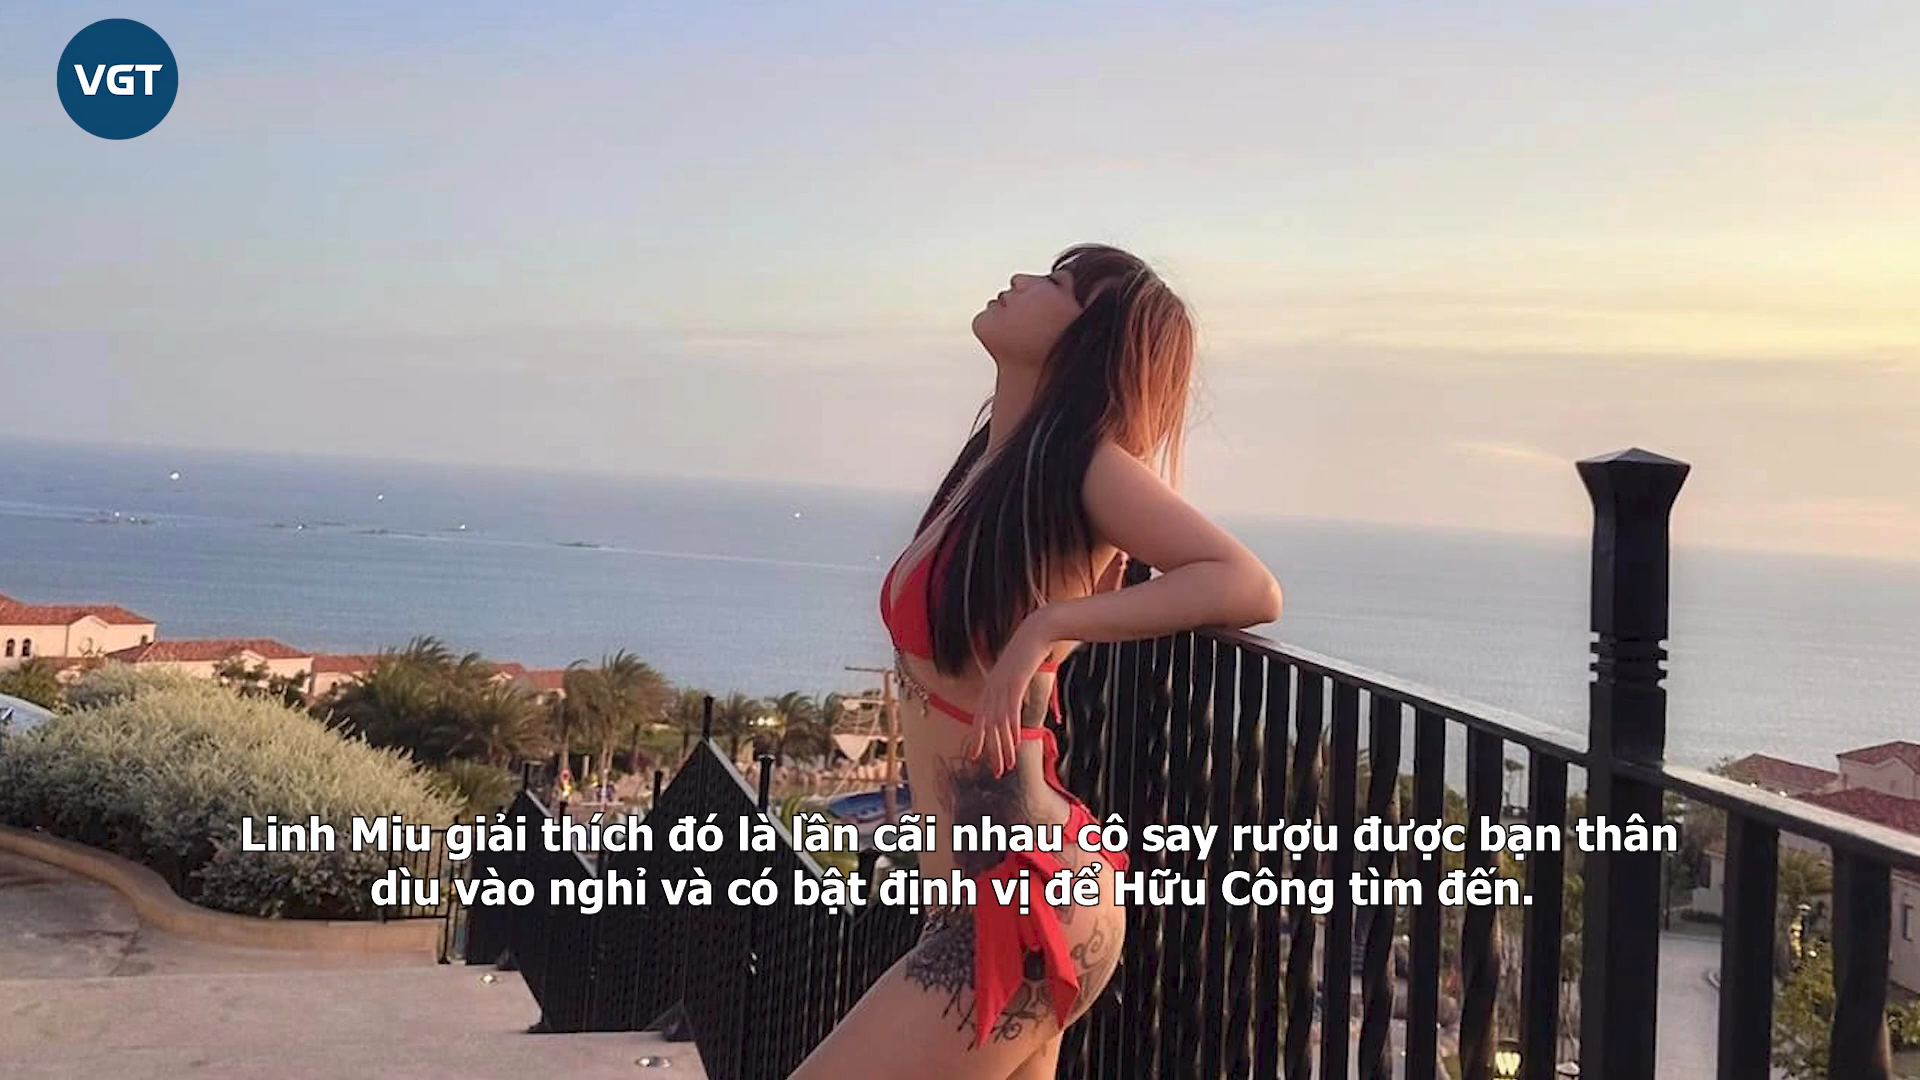 VGT
Linh Miu giải thích đó là lần cãi nhau cô say rượu được bạn thân
dìu vào nghỉ và có bật định vị để Hữu Công tìm đến.